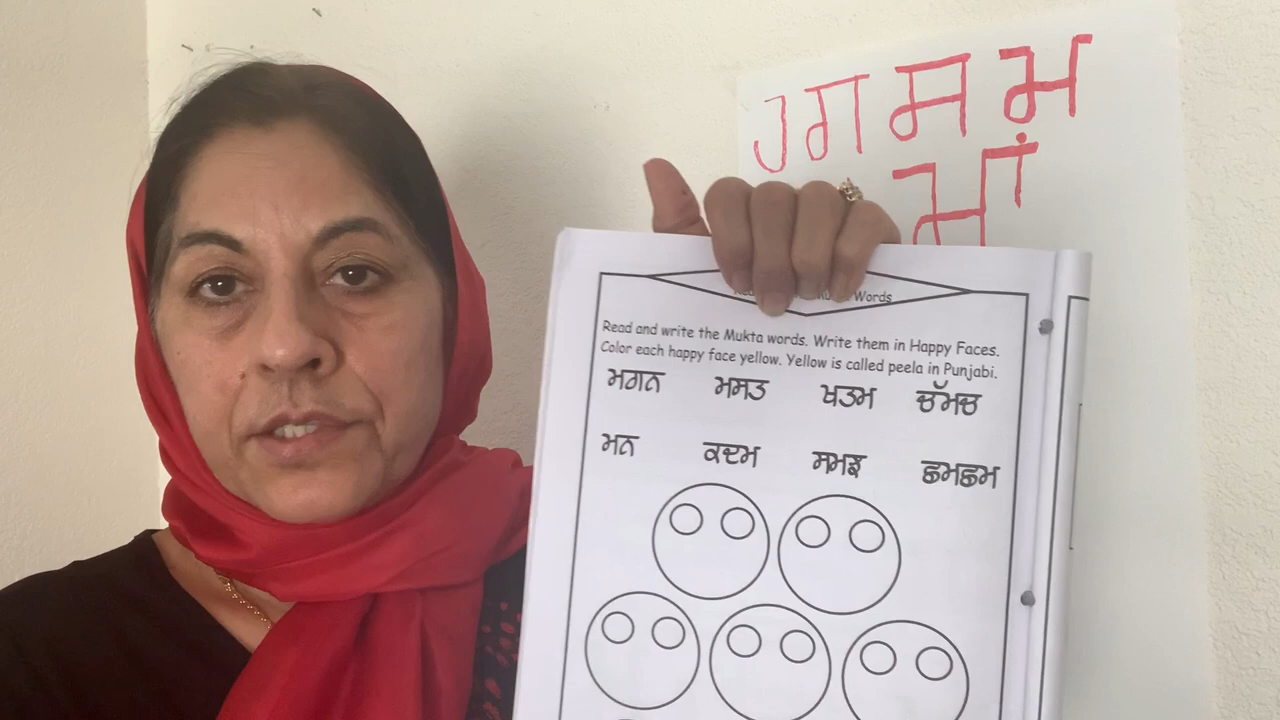 ਗ ਸ ਮ
ਮਾਂ
Words
Read and write the Mukta words. Write them in Happy Faces.
Color each happy face yellow. Yellow is called peela in Punjabi.
ਮਗਨ ਮਸਤ ਖਤਮ ਚੱਮਚ
ਮਨ ਕਦਮ ਸਮਝ ਛਮਛਮ